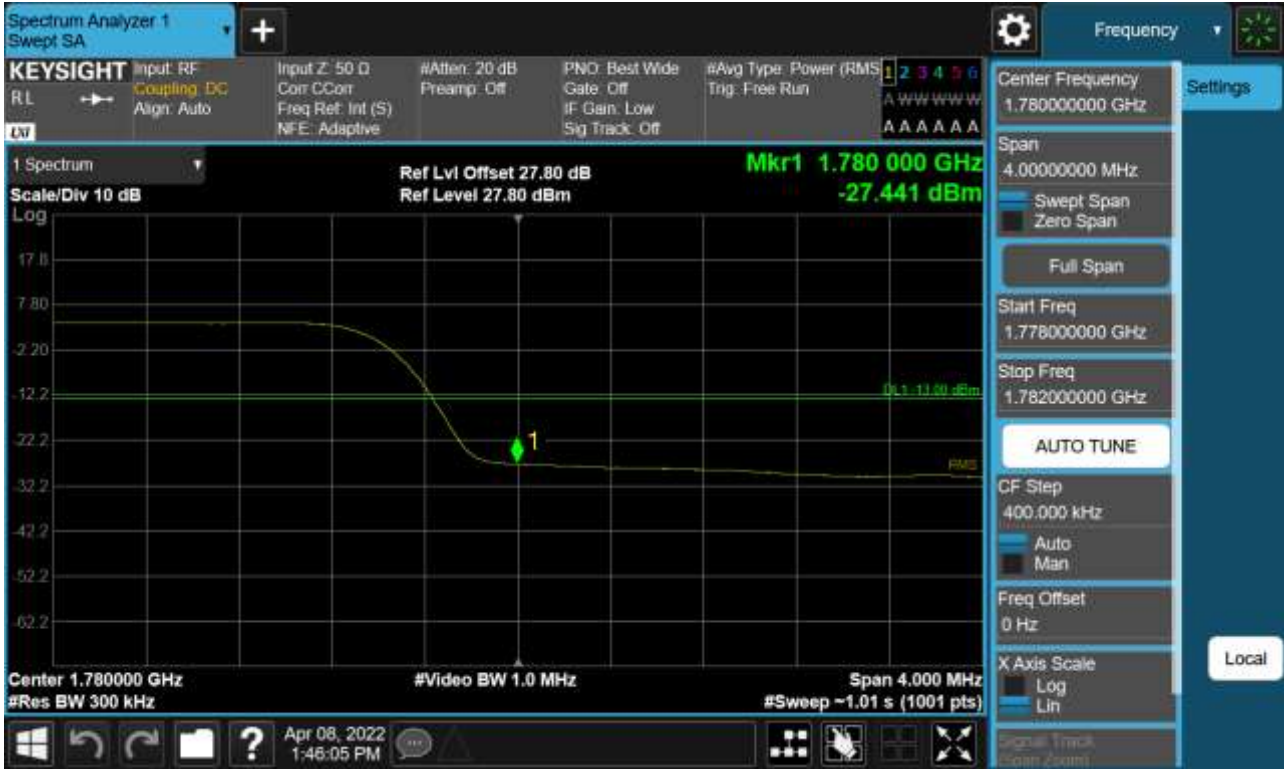 Spectrum Analyzer 1
Swept SA
+
Frequency
KEYSIGHT
RL
LXI
Input: RF
Coupling: DC
Align: Auto
Input Z: 50 Ω
Corr CCorr
Freq Ref: Int (S)
NFE: Adaptive
#Atten: 20 dB
Preamp: Off
PNO: Best Wide
Gate: Off
IF Gain: Low
Sig Track: Off
#Avg Type: Power (RMS
Trig: Free Run
1 2 3 4 5 6
A W W W W W
A A A A A A
1 Spectrum
Scale/Div 10 dB
Log
Ref Lvl Offset 27.80 dB
Ref Level 27.80 dBm
Mkr1 1.780 000 GHz
-27.441 dBm
17.8
7.80
-2.20
-12.2
-22.2
-32.2
-42.2
-52.2
-62.2
DL1 -13.00 dBm
1
RMS
Center 1.780000 GHz
#Res BW 300 kHz
#Video BW 1.0 MHz
Span 4.000 MHz
#Sweep ~1.01 s (1001 pts)
Center Frequency
1.780000000 GHz
Settings
Span
4.00000000 MHz
Swept Span
Zero Span
Full Span
Start Freq
1.778000000 GHz
Stop Freq
1.782000000 GHz
AUTO TUNE
CF Step
400.000 kHz
Auto
Man
Freq Offset
0 Hz
X Axis Scale
Log
Lin
Local
Signal Track
(Span Zoom)
?
Apr 08, 2022
1:46:05 PM